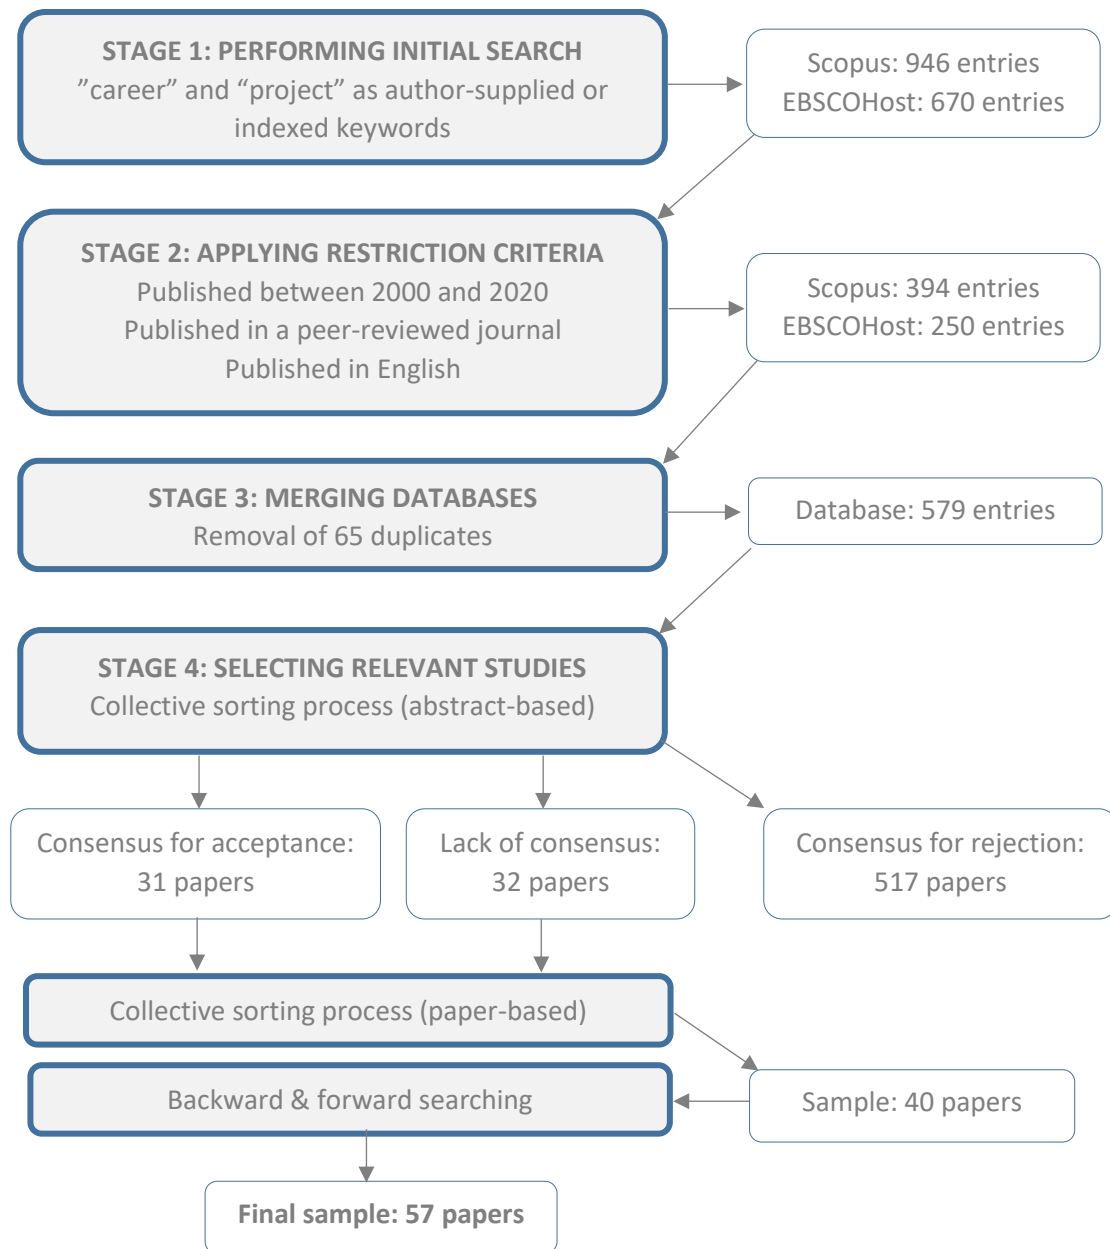 STAGE 1: PERFORMING INITIAL SEARCH
”career” and “project” as author-supplied or
indexed keywords
Scopus: 946 entries
EBSCOHost: 670 entries
STAGE 2: APPLYING RESTRICTION CRITERIA
Published between 2000 and 2020
Published in a peer-reviewed journal
Published in English
Scopus: 394 entries
EBSCOHost: 250 entries
STAGE 3: MERGING DATABASES
Removal of 65 duplicates
Database: 579 entries
STAGE 4: SELECTING RELEVANT STUDIES
Collective sorting process (abstract-based)
Consensus for acceptance:
31 papers
Lack of consensus:
32 papers
Consensus for rejection:
517 papers
Collective sorting process (paper-based)
Backward & forward searching
Sample: 40 papers
Final sample: 57 papers